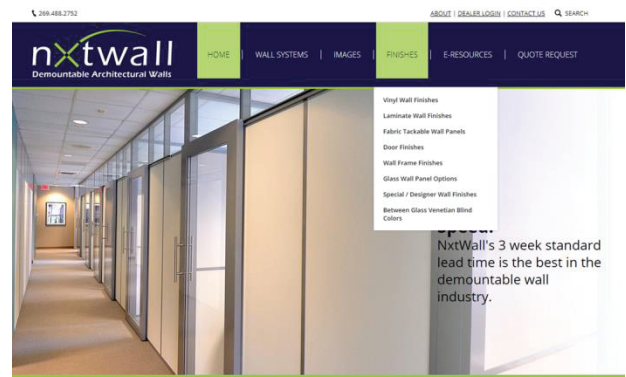 269.488.2752
ABOUT | DEALER LOGIN | CONTACT US SEARCH
nxtwall
Demountable Architectural Walls
HOME | WALL SYSTEMS | IMAGES | FINISHES | E-RESOURCES | QUOTE REQUEST
Vinyl Wall Finishes
Laminate Wall Finishes
Fabric Tackable Wall Panels
Door Finishes
Wall Frame Finishes
Glass Wall Panel Options
Special / Designer Wall Finishes
Between Glass Venetian Blind
Colors
speed.
NxtWall's 3 week standard
lead time is the best in the
demountable wall
industry.